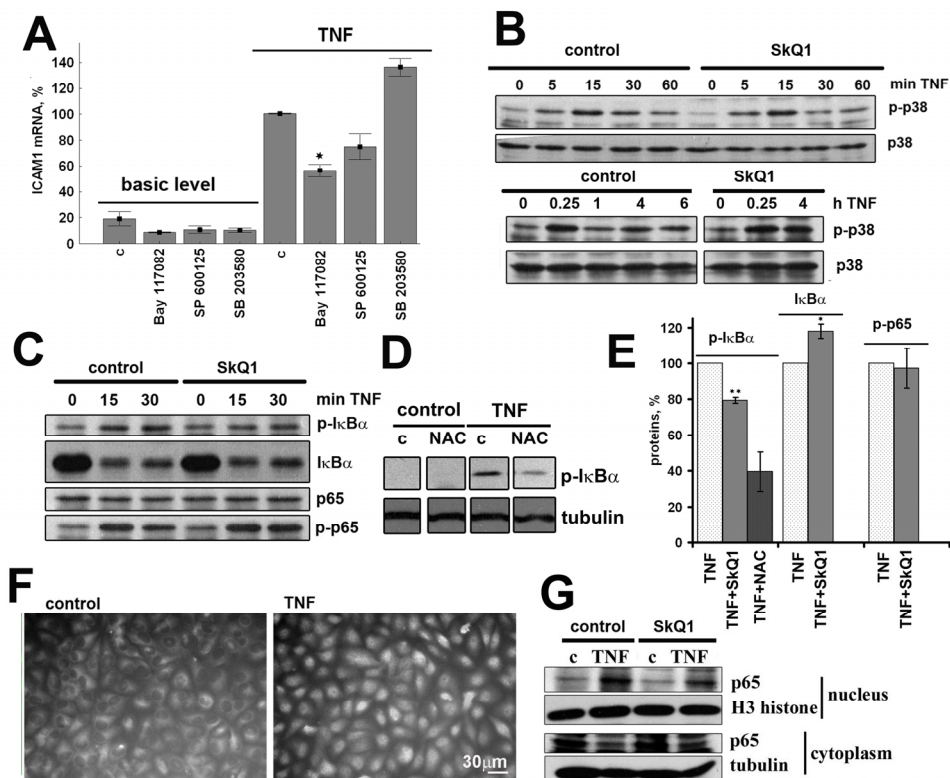 A
TNF
ICAM1 mRNA, %
140
120
100
80
60
40
20
0
basic level
*
c
Bay 117082
SP 600125
SB 203580
c
Bay 117082
SP 600125
SB 203580
B
control SkQ1
0 5 15 30 60 0 5 15 30 60 min TNF
p-p38
p38
control SkQ1
0 0.25 1 4 6 0 0.25 4 h TNF
p-p38
p38
C
control SkQ1
0 15 30 0 15 30 min TNF
p-IκBα
IκBα
p65
p-p65
D
control TNF
c NAC c NAC
p-IκBα
tubulin
E
proteins, %
120
100
80
60
40
20
0
p-IκBα
IκBα
p-p65
**
*
TNF
TNF+SkQ1
TNF+NAC
TNF
TNF+SkQ1
TNF
TNF+SkQ1
F
control TNF
30μm
G
control SkQ1
c TNF c TNF
p65
H3 histone
nucleus
p65
tubulin
cytoplasm